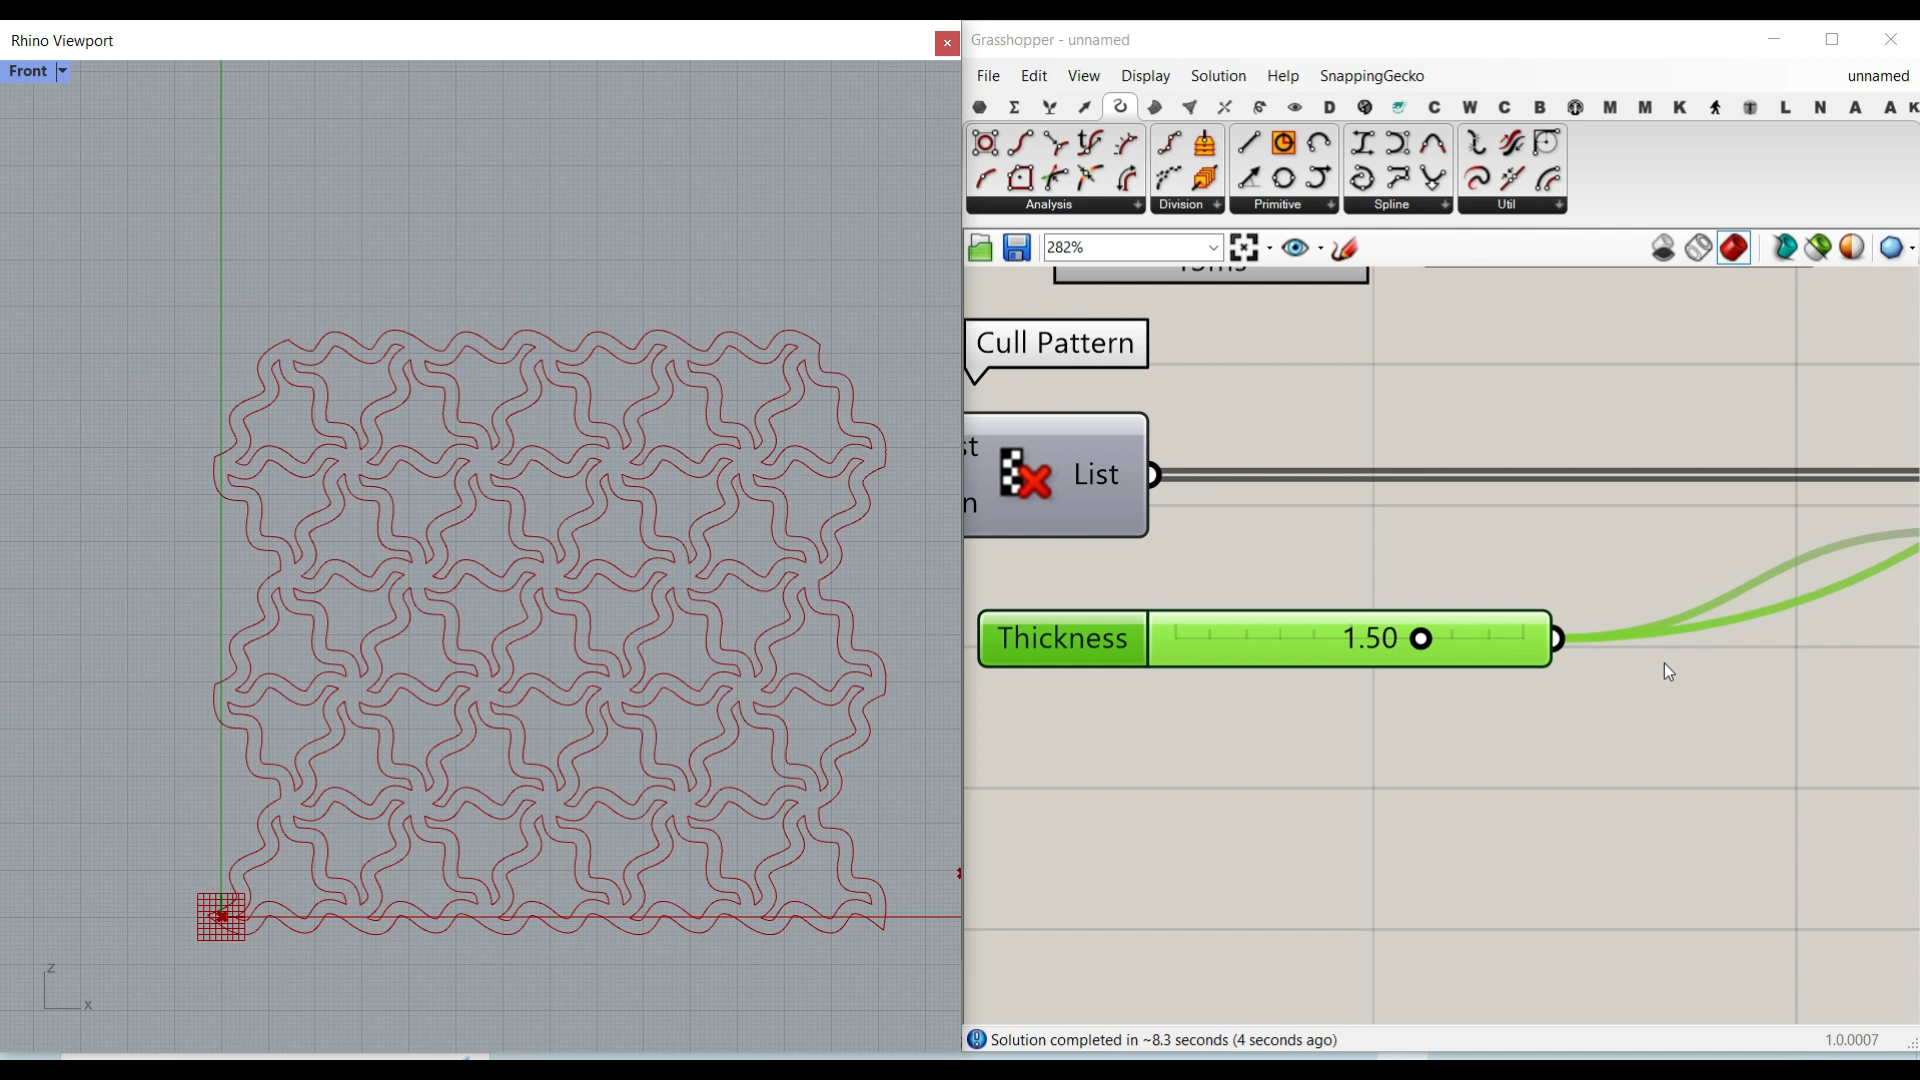 Rhino Viewport
Front
z
x
Grasshopper - unnamed
File Edit View Display Solution Help SnappingGecko unnamed
D C W C B M M K L N A A K
Analysis Division Primitive Spline Util
282%
Cull Pattern
List
Thickness 1.50
Solution completed in ~8.3 seconds (4 seconds ago) 1.0.0007